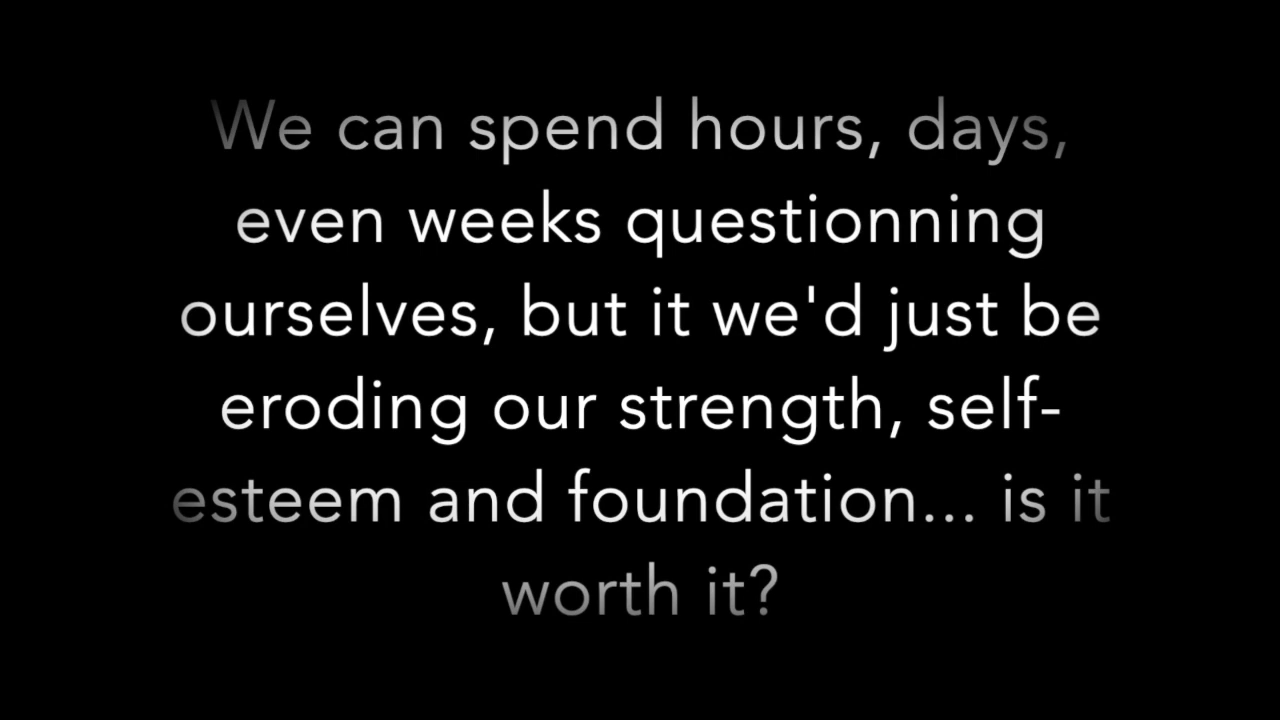 We can spend hours, days,
even weeks questionning
ourselves, but it we'd just be
eroding our strength, self-
esteem and foundation... is it
worth it?